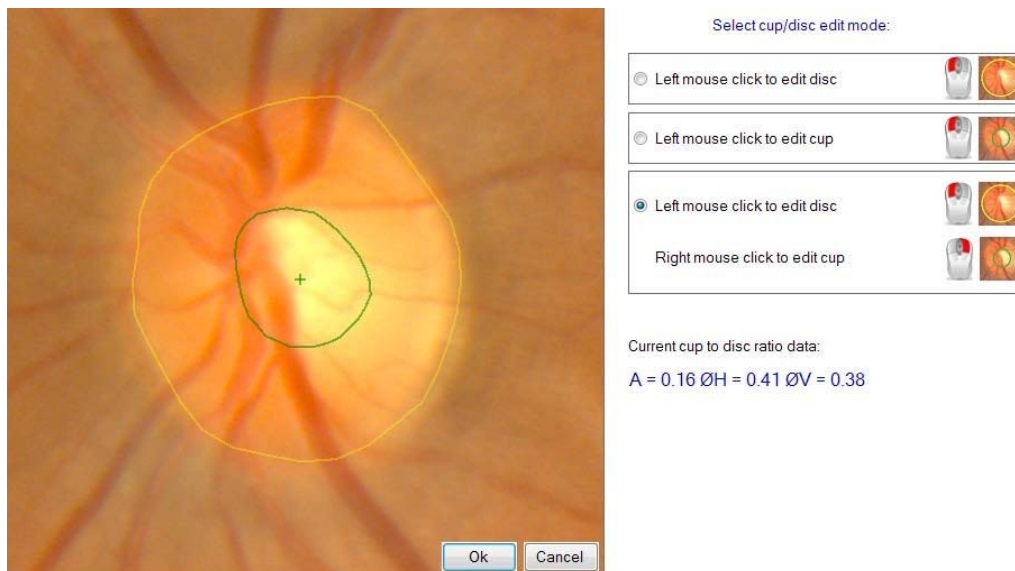 Select cup/disc edit mode:
Left mouse click to edit disc
Left mouse click to edit cup
Left mouse click to edit disc
Right mouse click to edit cup
Current cup to disc ratio data:
A = 0.16 ØH = 0.41 ØV = 0.38
Ok Cancel